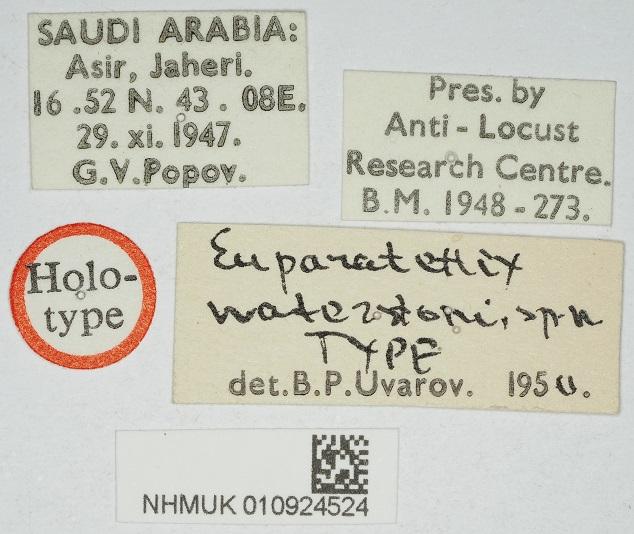 SAUDI ARABIA:
Asir, Jaheri.
16.52 N. 43. 08E.
29. xi. 1947.
G.V.Popov.
Pres. by
Anti-Locust
Research Centre.
B.M. 1948-273.
Holo-
type
Euparatettix
waterstoni, sp n
TYPE
det.B.P.Uvarov. 1950.
NHMUK 010924524